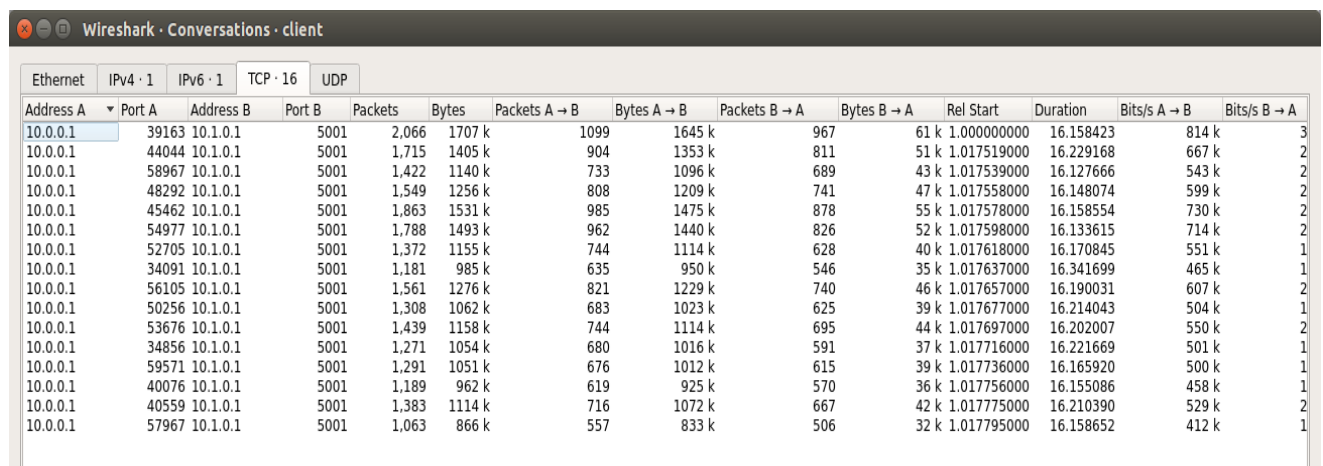 Wireshark · Conversations · client
Ethernet IPv4 · 1 IPv6 · 1 TCP · 16 UDP
Address A Port A Address B Port B Packets Bytes Packets A → B Bytes A → B Packets B → A Bytes B → A Rel Start Duration Bits/s A → B Bits/s B → A
10.0.0.1 39163 10.1.0.1 5001 2,066 1707 k 1099 1645 k 967 61 k 1.000000000 16.158423 814 k 3
10.0.0.1 44044 10.1.0.1 5001 1,715 1405 k 904 1353 k 811 51 k 1.017519000 16.229168 667 k 2
10.0.0.1 58967 10.1.0.1 5001 1,422 1140 k 733 1096 k 689 43 k 1.017539000 16.127666 543 k 2
10.0.0.1 48292 10.1.0.1 5001 1,549 1256 k 808 1209 k 741 47 k 1.017558000 16.148074 599 k 2
10.0.0.1 45462 10.1.0.1 5001 1,863 1531 k 985 1475 k 878 55 k 1.017578000 16.158554 730 k 2
10.0.0.1 54977 10.1.0.1 5001 1,788 1493 k 962 1440 k 826 52 k 1.017598000 16.133615 714 k 2
10.0.0.1 52705 10.1.0.1 5001 1,372 1155 k 744 1114 k 628 40 k 1.017618000 16.170845 551 k 1
10.0.0.1 34091 10.1.0.1 5001 1,181 985 k 635 950 k 546 35 k 1.017637000 16.341699 465 k 1
10.0.0.1 56105 10.1.0.1 5001 1,561 1276 k 821 1229 k 740 46 k 1.017657000 16.190031 607 k 2
10.0.0.1 50256 10.1.0.1 5001 1,308 1062 k 683 1023 k 625 39 k 1.017677000 16.214043 504 k 1
10.0.0.1 53676 10.1.0.1 5001 1,439 1158 k 744 1114 k 695 44 k 1.017697000 16.202007 550 k 2
10.0.0.1 34856 10.1.0.1 5001 1,271 1054 k 680 1016 k 591 37 k 1.017716000 16.221669 501 k 1
10.0.0.1 59571 10.1.0.1 5001 1,291 1051 k 676 1012 k 615 39 k 1.017736000 16.165920 500 k 1
10.0.0.1 40076 10.1.0.1 5001 1,189 962 k 619 925 k 570 36 k 1.017756000 16.155086 458 k 1
10.0.0.1 40559 10.1.0.1 5001 1,383 1114 k 716 1072 k 667 42 k 1.017775000 16.210390 529 k 2
10.0.0.1 57967 10.1.0.1 5001 1,063 866 k 557 833 k 506 32 k 1.017795000 16.158652 412 k 1